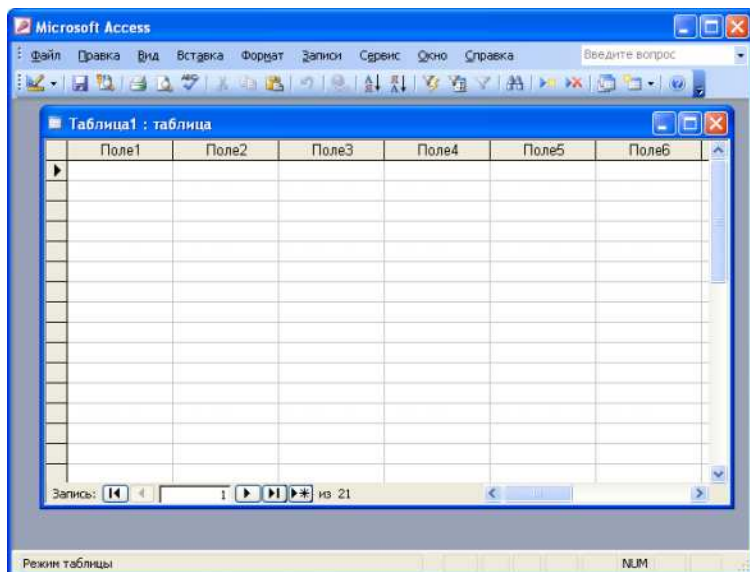 Microsoft Access
Файл Правка Вид Вставка Формат Записи Сервис Окно Справка Введите вопрос
Таблица1 : таблица
Поле1 Поле2 Поле3 Поле4 Поле5 Поле6
Запись: 1 из 21
Режим таблицы NUM